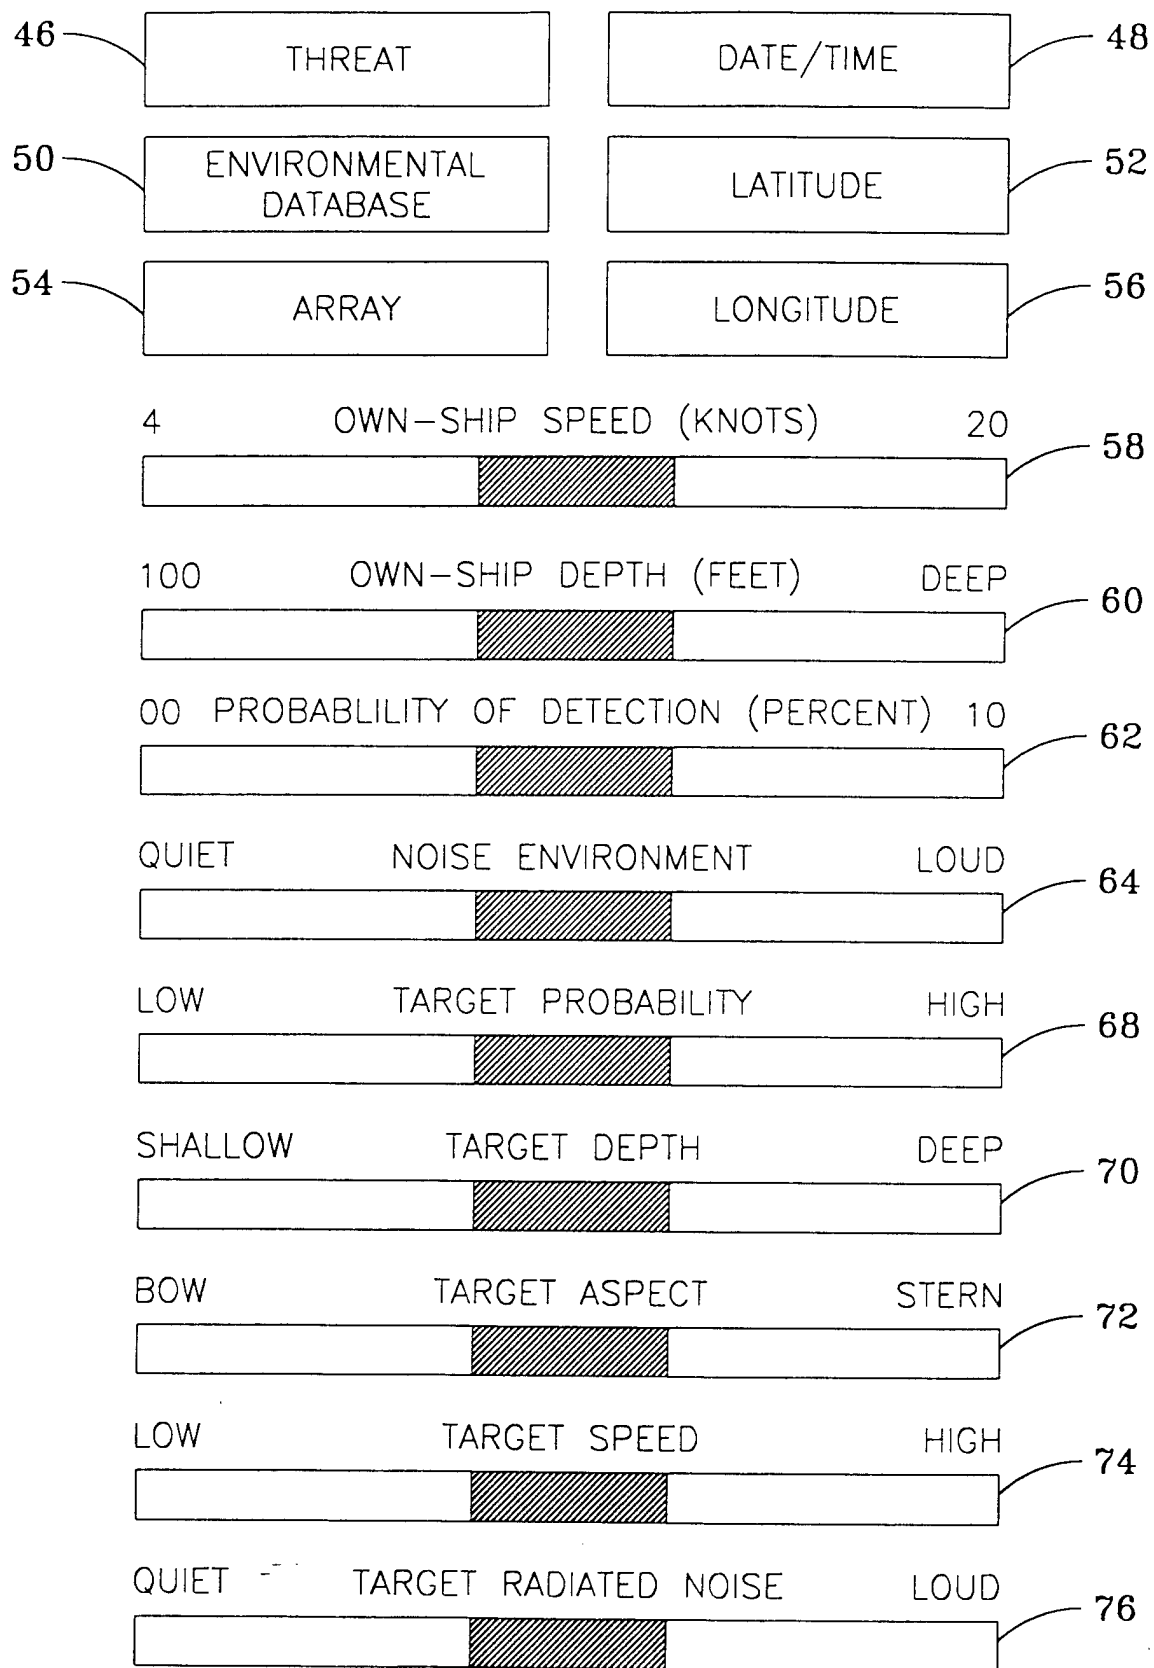 46 THREAT DATE/TIME 48
50 ENVIRONMENTAL DATABASE LATITUDE 52
54 ARRAY LONGITUDE 56
4 OWN-SHIP SPEED (KNOTS) 20
58
100 OWN-SHIP DEPTH (FEET) DEEP
60
00 PROBABLILITY OF DETECTION (PERCENT) 10
62
QUIET NOISE ENVIRONMENT LOUD
64
LOW TARGET PROBABILITY HIGH
68
SHALLOW TARGET DEPTH DEEP
70
BOW TARGET ASPECT STERN
72
LOW TARGET SPEED HIGH
74
QUIET TARGET RADIATED NOISE LOUD
76